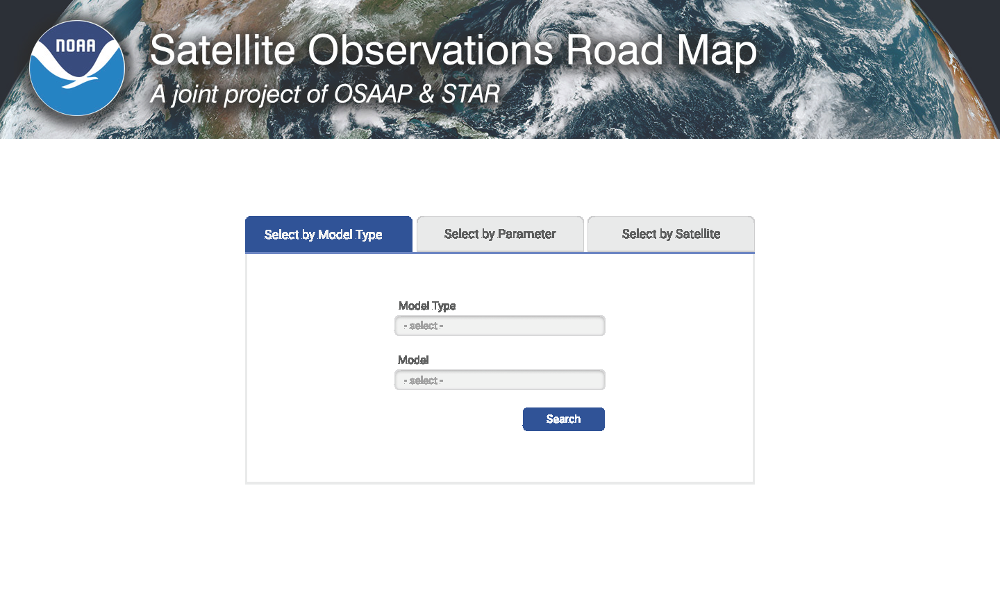 NOAA
Satellite Observations Road Map
A joint project of OSAAP & STAR
Select by Model Type
Select by Parameter
Select by Satellite
Model Type
- select -
Model
- select -
Search